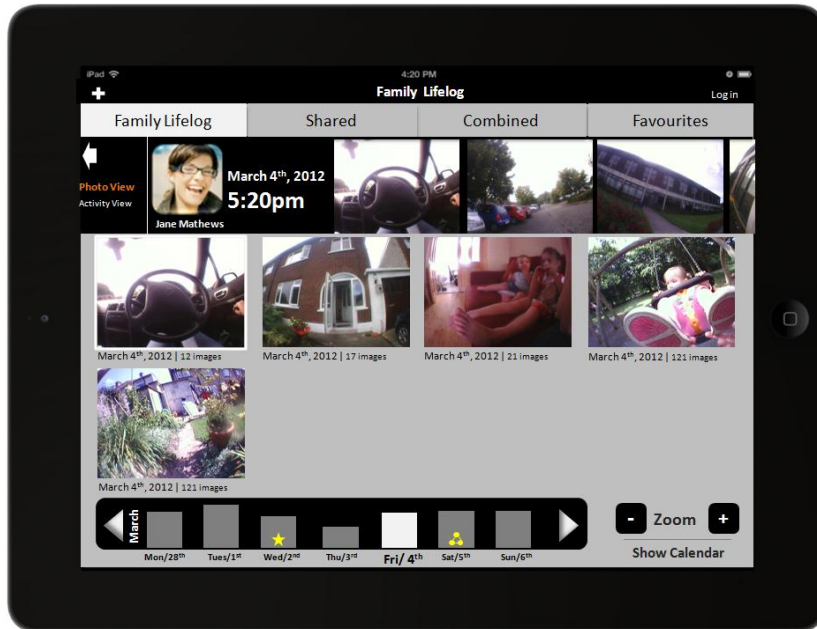 iPad 4:20 PM
Family Lifelog Log in
Family Lifelog Shared Combined Favourites
March 4th, 2012
5:20pm
Photo View
Activity View
Jane Mathews
March 4th, 2012 | 12 images March 4th, 2012 | 17 images March 4th, 2012 | 21 images March 4th, 2012 | 121 images
March 4th, 2012 | 121 images
March
- Zoom +
Mon/28th Tues/1st Wed/2nd Thu/3rd Fri/ 4th Sat/5th Sun/6th
Show Calendar